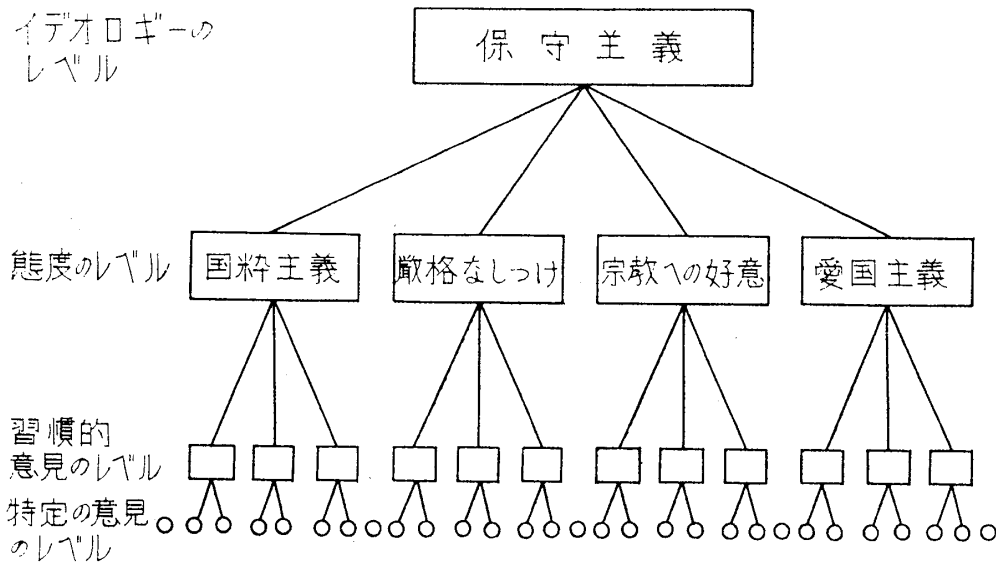 イデオロギーの
レベル
保守主義
態度のレベル
国粋主義
厳格なしつけ
宗教への好意
愛国主義
習慣的
意見のレベル
特定の意見
のレベル